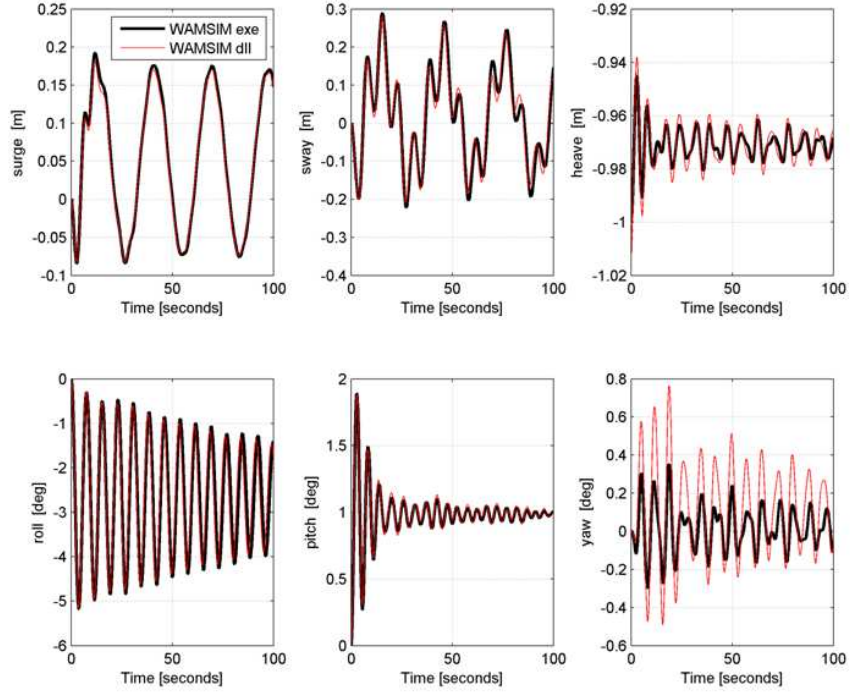 0.25
0.2
0.15
0.1
0.05
0
-0.05
-0.1
surge [m]
WAMSIM exe
WAMSIM dll
0 50 100
Time [seconds]
0.3
0.2
0.1
0
-0.1
-0.2
-0.3
-0.4
sway [m]
0 50 100
Time [seconds]
-0.92
-0.94
-0.96
-0.98
-1
-1.02
heave [m]
0 50 100
Time [seconds]
0
-1
-2
-3
-4
-5
-6
roll [deg]
0 50 100
Time [seconds]
2
1.5
1
0.5
0
pitch [deg]
0 50 100
Time [seconds]
0.8
0.6
0.4
0.2
0
-0.2
-0.4
-0.6
yaw [deg]
0 50 100
Time [seconds]